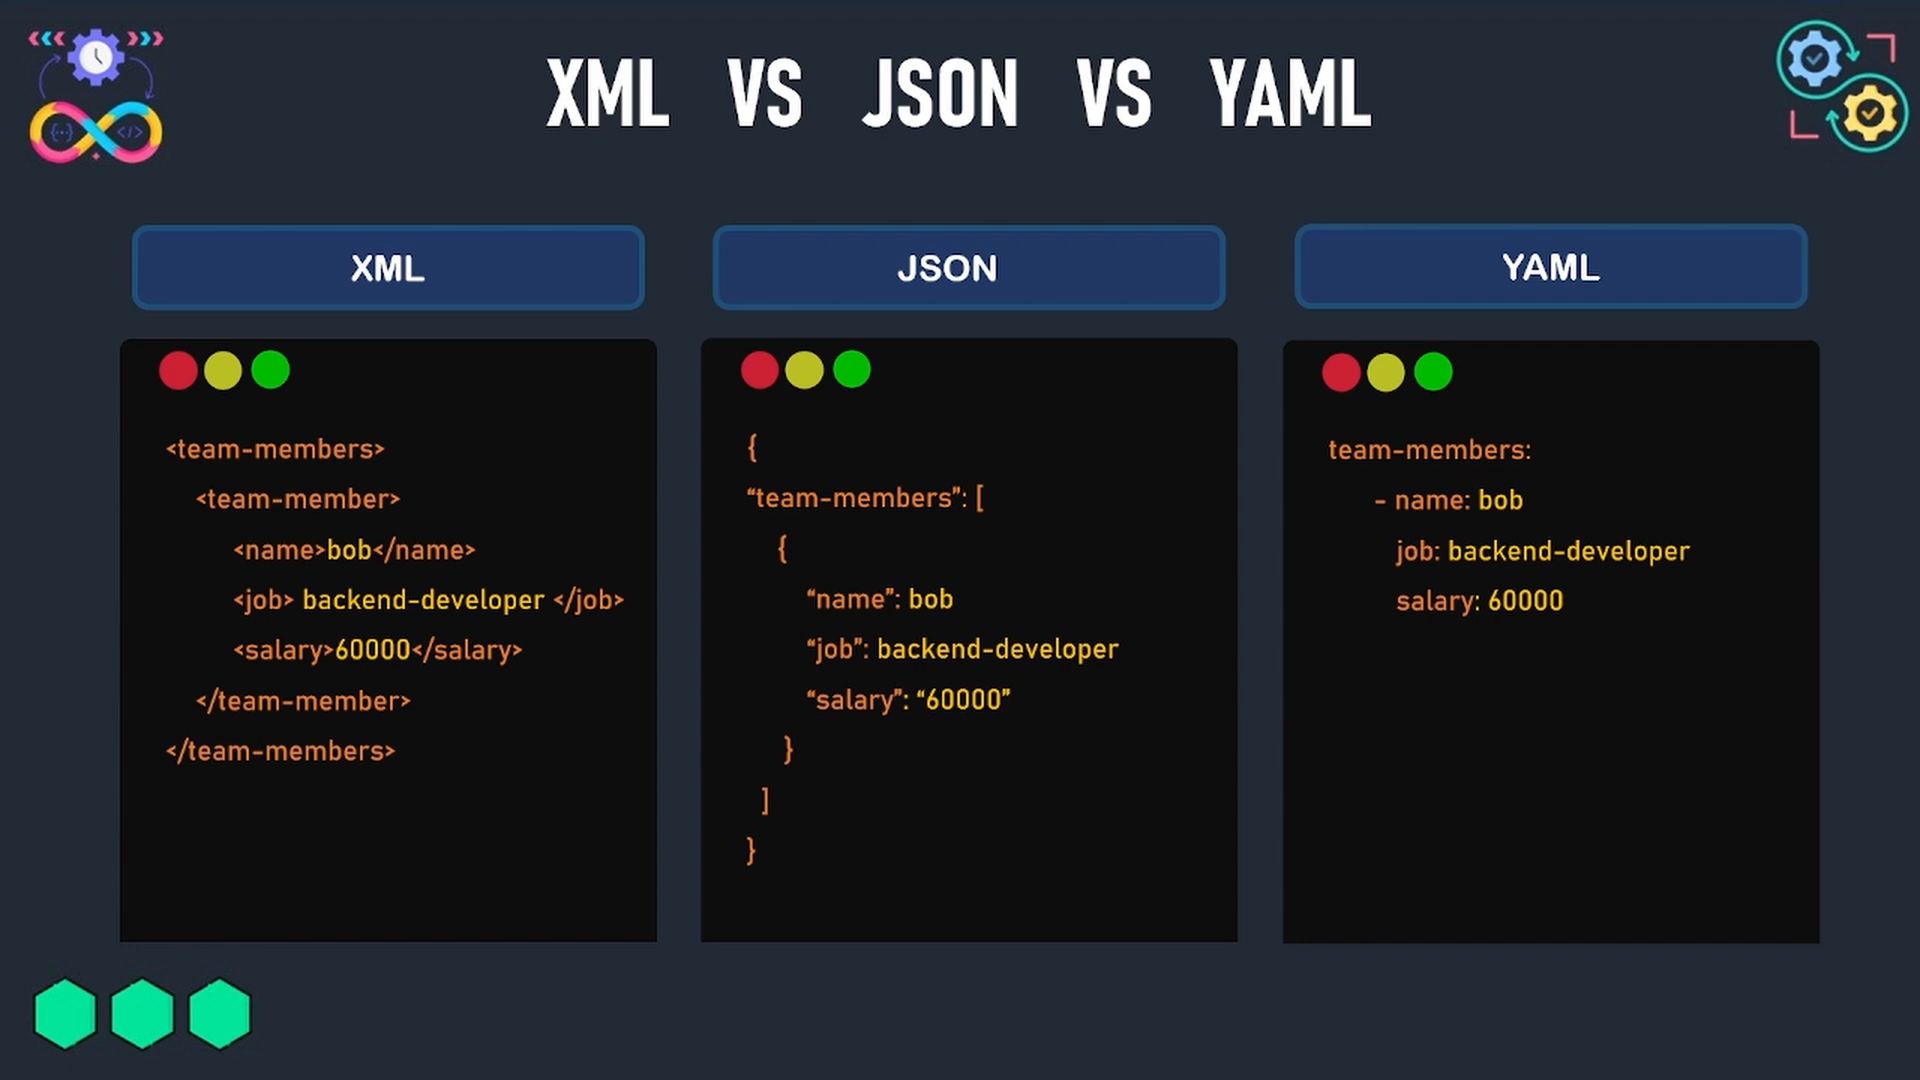 XML VS JSON VS YAML
XML
<team-members>
<team-member>
<name>bob</name>
<job> backend-developer </job>
<salary>60000</salary>
</team-member>
</team-members>
JSON
{
“team-members”: [
{
“name”: bob
“job”: backend-developer
“salary”: “60000”
}
]
}
YAML
team-members:
- name: bob
job: backend-developer
salary: 60000